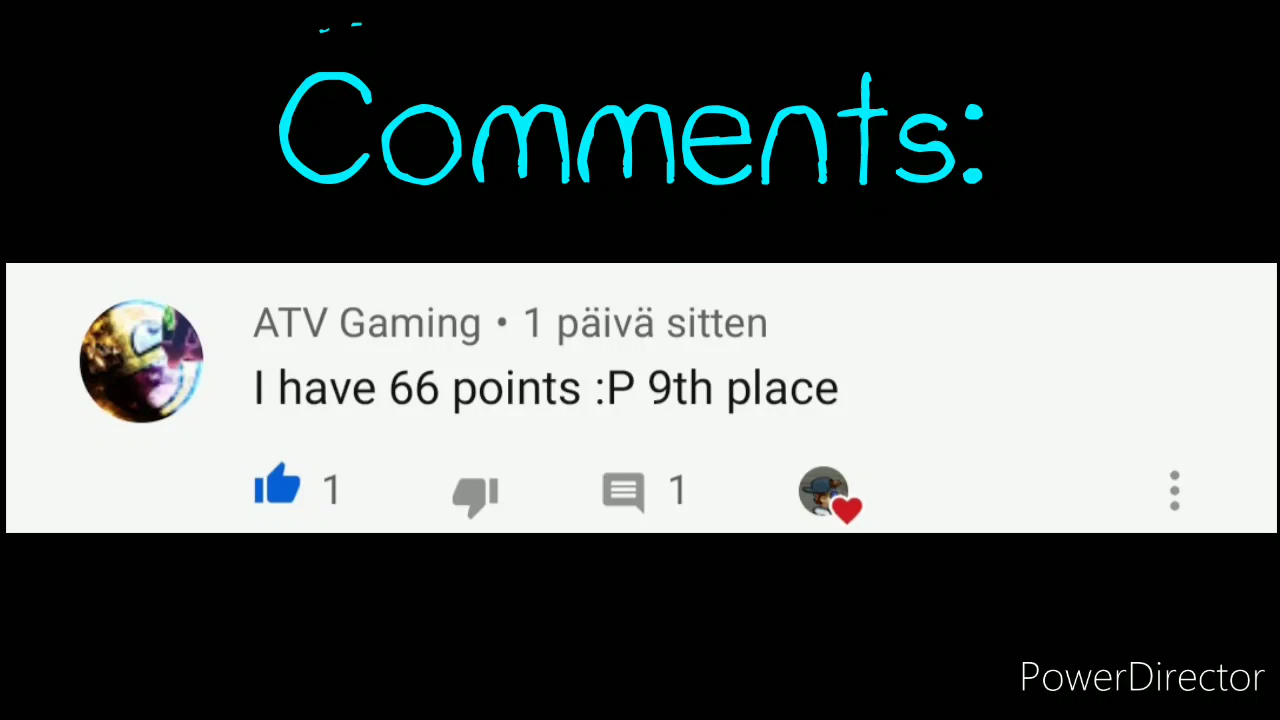 Comments:
ATV Gaming • 1 päivä sitten
I have 66 points :P 9th place
1 1
PowerDirector